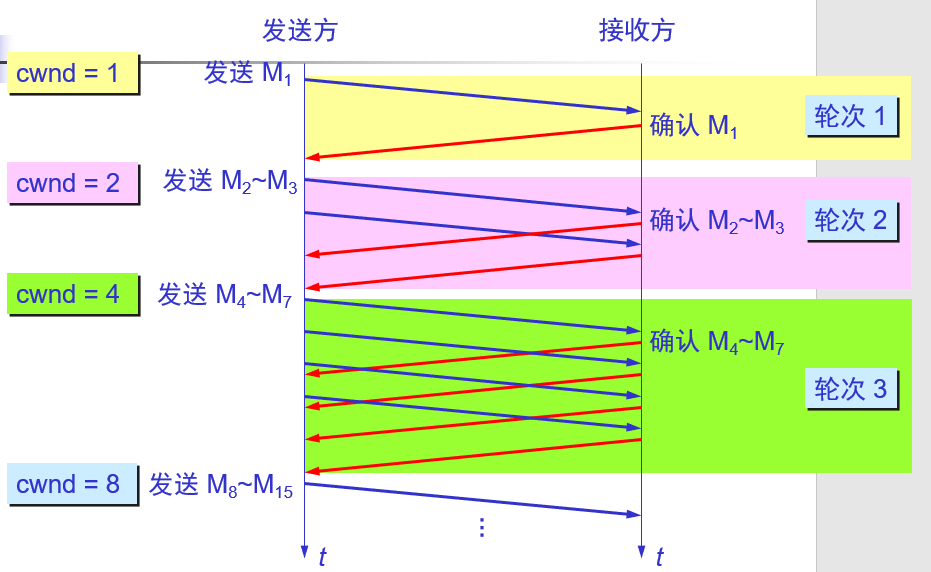 发送方 接收方
cwnd = 1 发送 M1
确认 M1 轮次 1
cwnd = 2 发送 M2~M3
确认 M2~M3 轮次 2
cwnd = 4 发送 M4~M7
确认 M4~M7
轮次 3
cwnd = 8 发送 M8~M15
⋮
t t